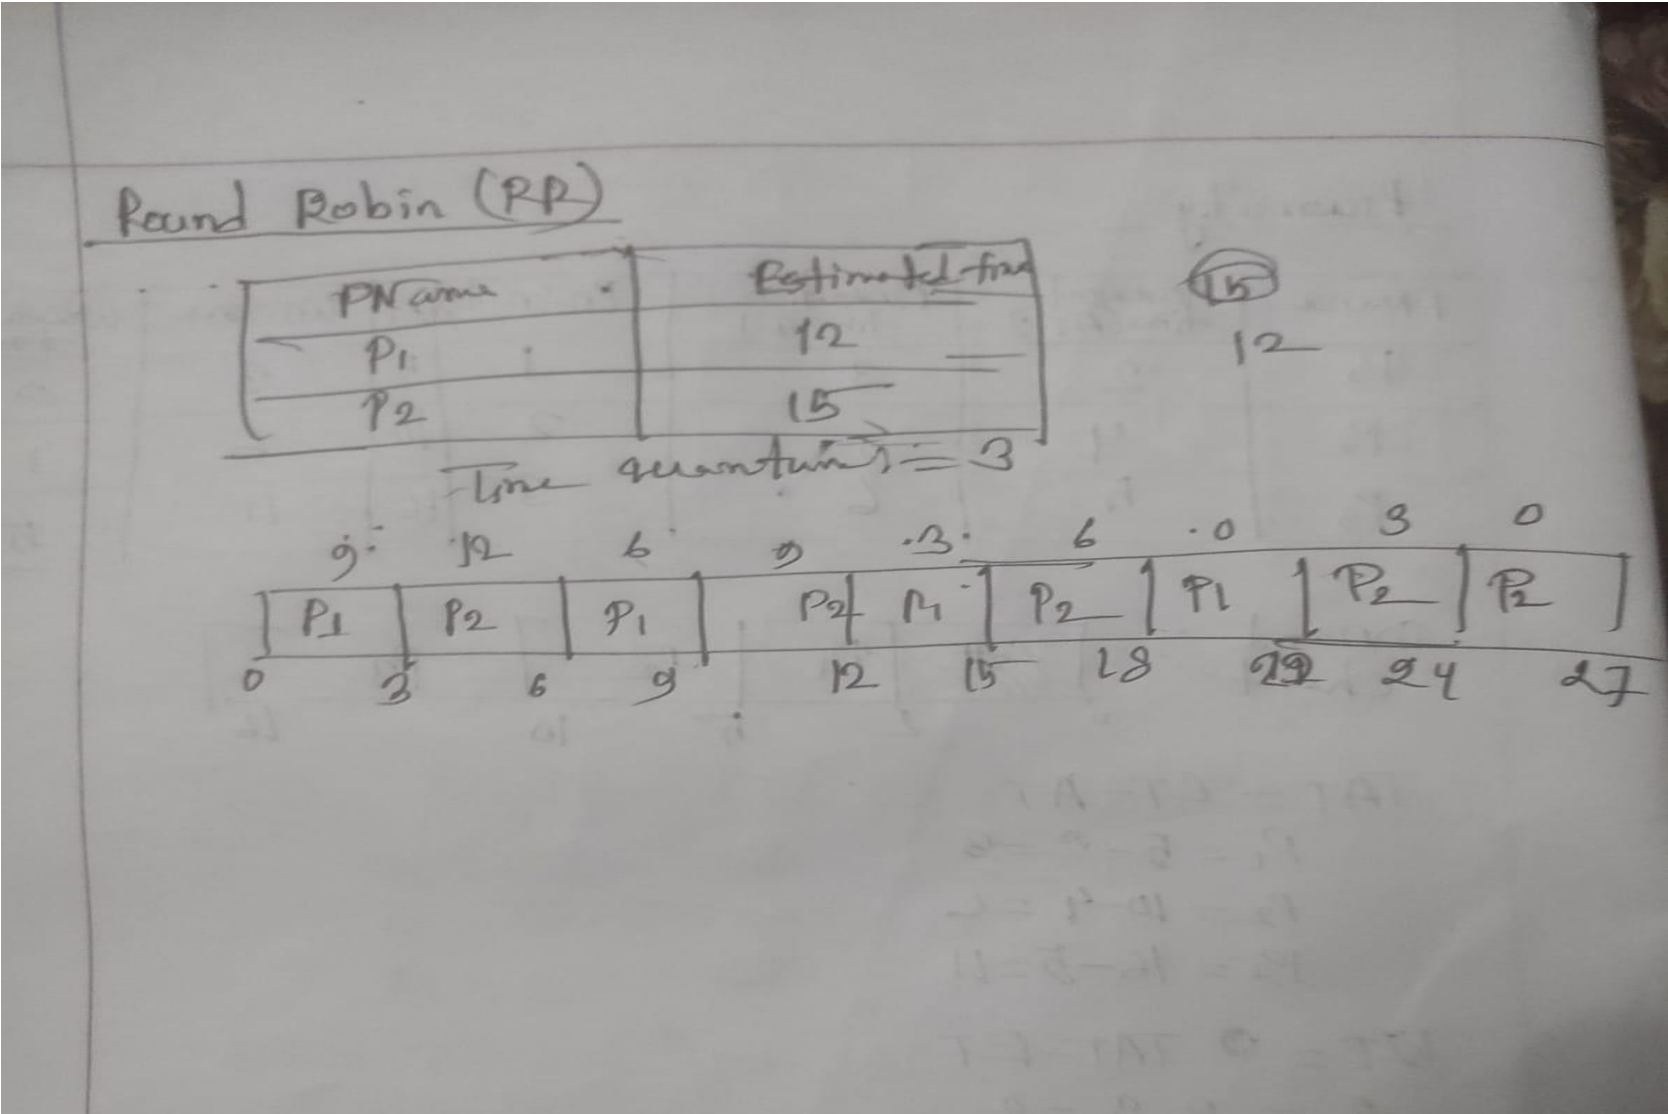 Round Robin (RR)
PName Estimated time 15
P1 12 12
P2 15
Time quantum = 3
9 12 6 9 3 6 0 3 0
P1 P2 P1 P2 P1 P2 P1 P2 P2
0 3 6 9 12 15 18 24 27